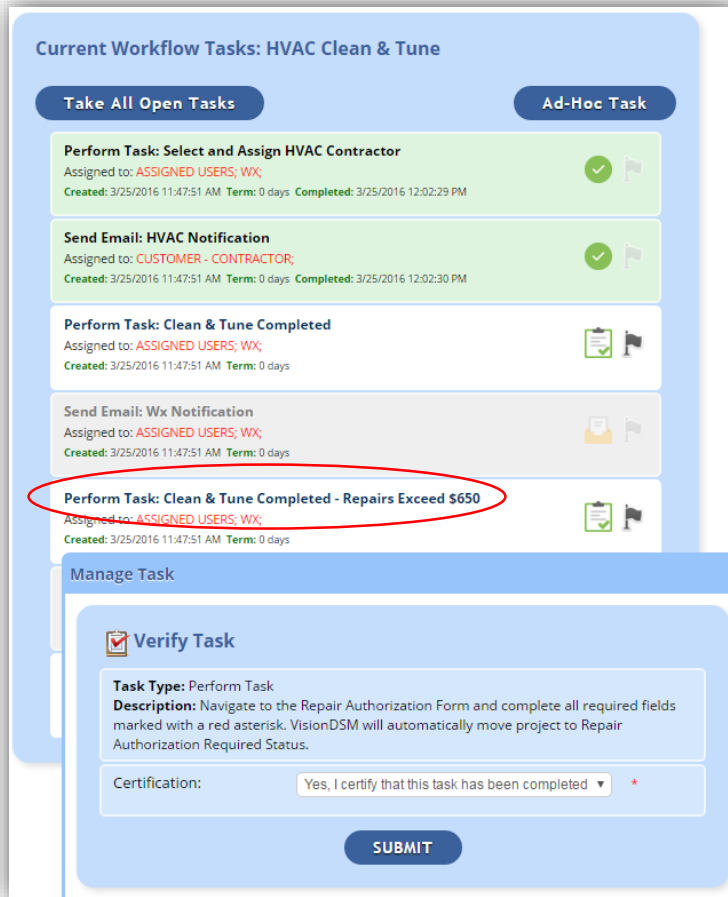 Current Workflow Tasks: HVAC Clean & Tune
Take All Open Tasks
Ad-Hoc Task
Perform Task: Select and Assign HVAC Contractor
Assigned to: ASSIGNED USERS; WX;
Created: 3/25/2016 11:47:51 AM Term: 0 days Completed: 3/25/2016 12:02:29 PM
Send Email: HVAC Notification
Assigned to: CUSTOMER - CONTRACTOR;
Created: 3/25/2016 11:47:51 AM Term: 0 days Completed: 3/25/2016 12:02:30 PM
Perform Task: Clean & Tune Completed
Assigned to: ASSIGNED USERS; WX;
Created: 3/25/2016 11:47:51 AM Term: 0 days
Send Email: Wx Notification
Assigned to: ASSIGNED USERS; WX;
Created: 3/25/2016 11:47:51 AM Term: 0 days
Perform Task: Clean & Tune Completed - Repairs Exceed $650
Assigned to: ASSIGNED USERS; WX;
Created: 3/25/2016 11:47:51 AM Term: 0 days
Manage Task
Verify Task
Task Type: Perform Task
Description: Navigate to the Repair Authorization Form and complete all required fields
marked with a red asterisk. VisionDSM will automatically move project to Repair
Authorization Required Status.
Certification: Yes, I certify that this task has been completed ▼ *
SUBMIT